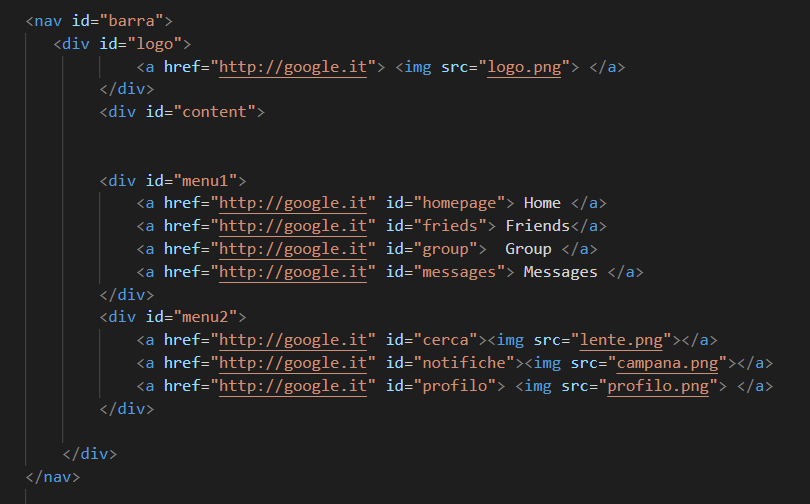 <nav id="barra">
<div id="logo">
<a href="http://google.it"> <img src="logo.png"> </a>
</div>
<div id="content">
<div id="menu1">
<a href="http://google.it" id="homepage"> Home </a>
<a href="http://google.it" id="frieds"> Friends</a>
<a href="http://google.it" id="group">  Group </a>
<a href="http://google.it" id="messages"> Messages </a>
</div>
<div id="menu2">
<a href="http://google.it" id="cerca"><img src="lente.png"></a>
<a href="http://google.it" id="notifiche"><img src="campana.png"></a>
<a href="http://google.it" id="profilo"> <img src="profilo.png"> </a>
</div>
</div>
</nav>